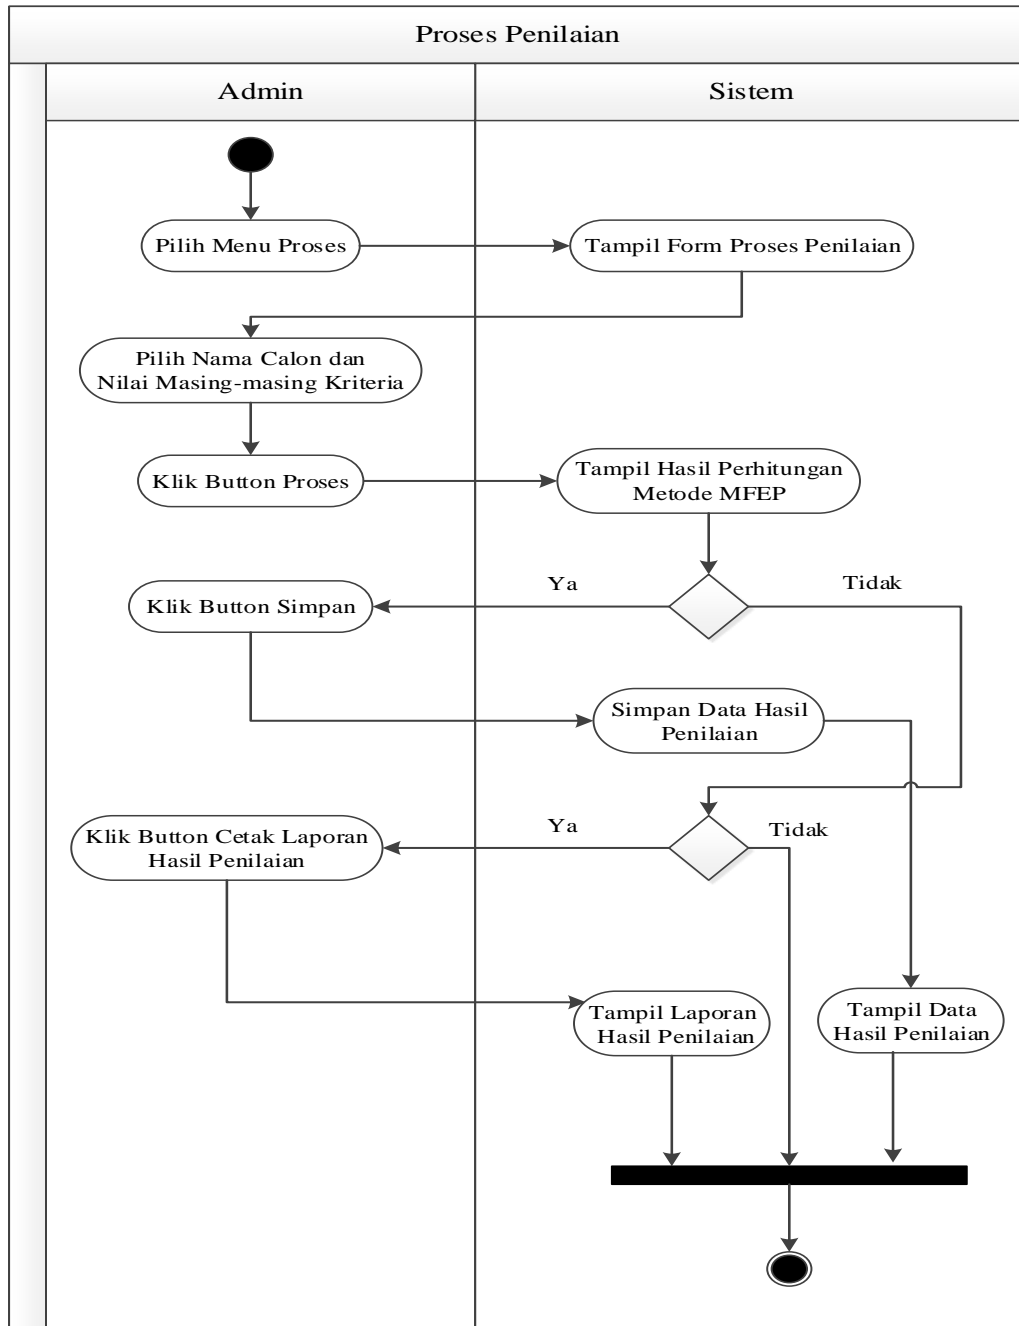 Proses Penilaian
Admin
Sistem
Pilih Menu Proses
Tampil Form Proses Penilaian
Pilih Nama Calon dan
Nilai Masing-masing Kriteria
Klik Button Proses
Tampil Hasil Perhitungan
Metode MFEP
Ya
Tidak
Klik Button Simpan
Simpan Data Hasil
Penilaian
Ya
Tidak
Klik Button Cetak Laporan
Hasil Penilaian
Tampil Laporan
Hasil Penilaian
Tampil Data
Hasil Penilaian